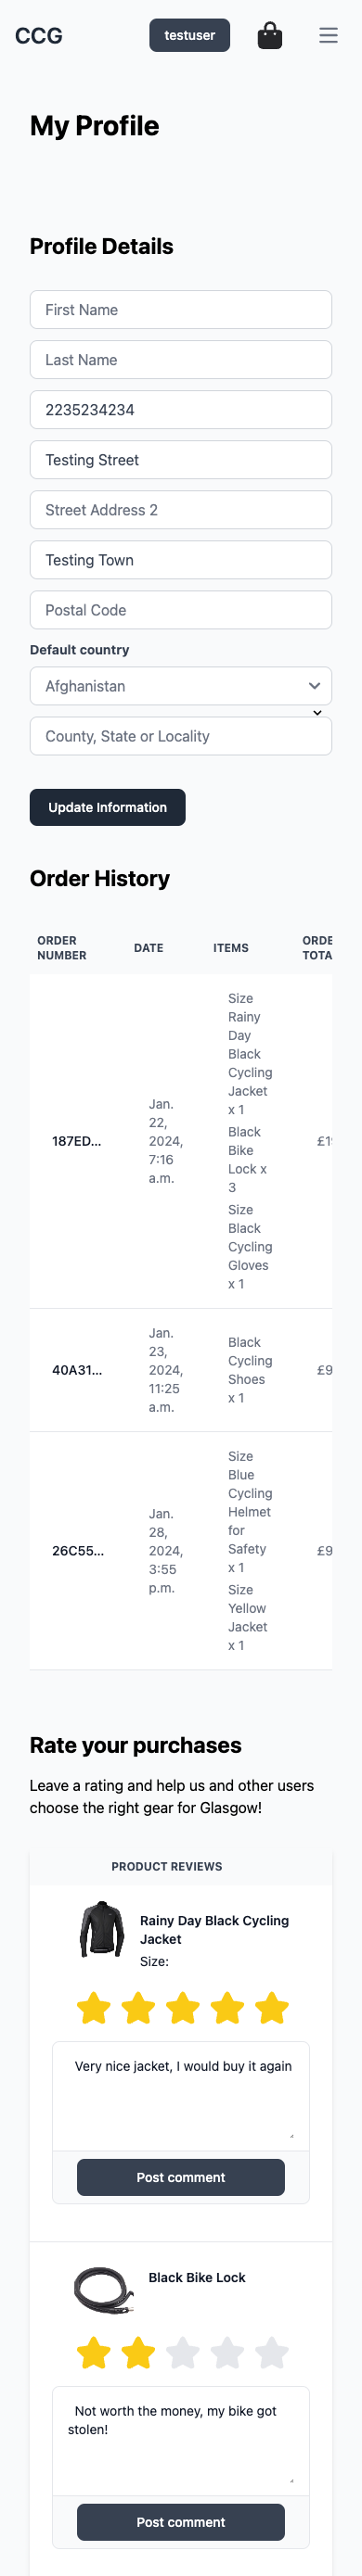 CCG
testuser
My Profile
Profile Details
First Name
Last Name
2235234234
Testing Street
Street Address 2
Testing Town
Postal Code
Default country
Afghanistan
County, State or Locality
Update Information
Order History
ORDER
NUMBER
DATE
ITEMS
ORDE
TOTA
187ED...
Jan.
22,
2024,
7:16
a.m.
Size
Rainy
Day
Black
Cycling
Jacket
x 1
Black
Bike
Lock x
3
Size
Black
Cycling
Gloves
x 1
£19
40A31...
Jan.
23,
2024,
11:25
a.m.
Black
Cycling
Shoes
x 1
£9
26C55...
Jan.
28,
2024,
3:55
p.m.
Size
Blue
Cycling
Helmet
for
Safety
x 1
Size
Yellow
Jacket
x 1
£9
Rate your purchases
Leave a rating and help us and other users
choose the right gear for Glasgow!
PRODUCT REVIEWS
Rainy Day Black Cycling
Jacket
Size:
Very nice jacket, I would buy it again
Post comment
Black Bike Lock
Not worth the money, my bike got
stolen!
Post comment